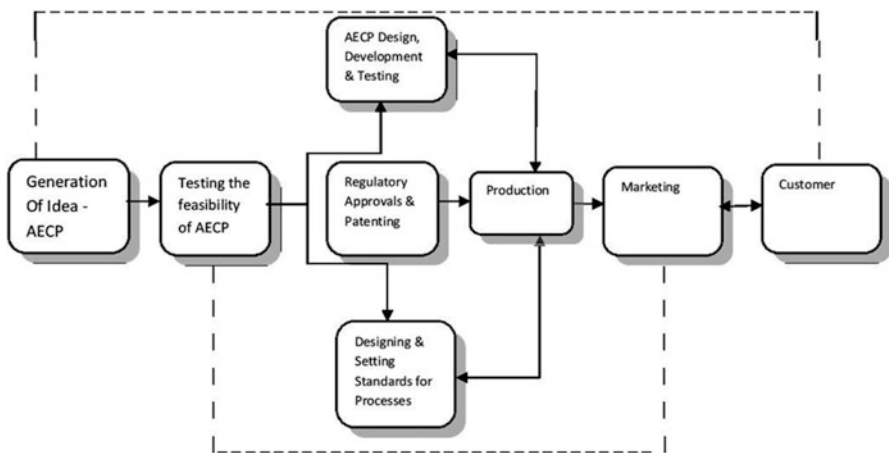 AECP Design,
Development
& Testing
Generation
Of Idea -
AECP
Testing the
feasibility
of AECP
Regulatory
Approvals &
Patenting
Production
Marketing
Customer
Designing &
Setting
Standards for
Processes